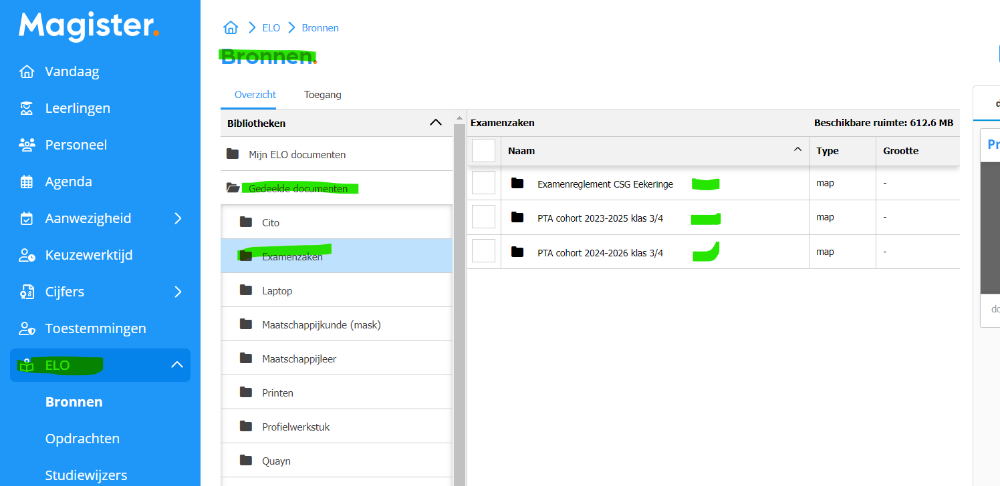 Magister.
Vandaag
Leerlingen
Personeel
Agenda
Aanwezigheid
Keuzewerktijd
Cijfers
Toestemmingen
ELO
Bronnen
Opdrachten
Studiewijzers
ELO Bronnen
Bronnen.
Overzicht Toegang
Bibliotheken
Mijn ELO documenten
Gedeelde documenten
Cito
Examenzaken
Laptop
Maatschappijkunde (mask)
Maatschappijleer
Printen
Profielwerkstuk
Quayn
Examenzaken Beschikbare ruimte: 612.6 MB
Naam Type Grootte
Examenreglement CSG Eekeringe map -
PTA cohort 2023-2025 klas 3/4 map -
PTA cohort 2024-2026 klas 3/4 map -